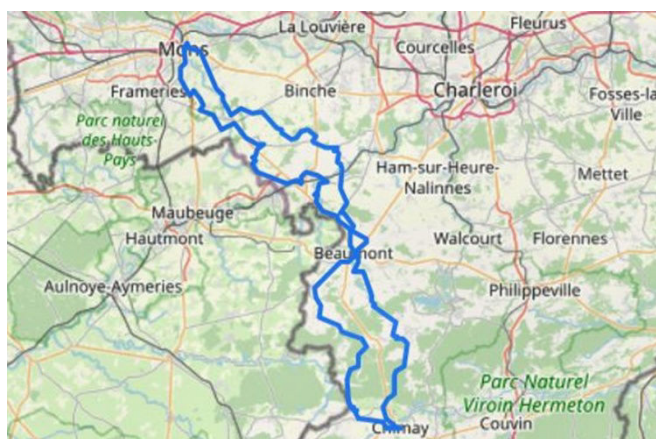 La Louvière
Fleurus
Mons
Courcelles
Frameries
Binche
Charleroi
Fosses-la-
Ville
Parc naturel
des Hauts-
Pays
Ham-sur-Heure-
Nalinnes
Mettet
Maubeuge
Hautmont
Walcourt
Florennes
Beaumont
Aulnoye-Aymeries
Philippeville
Parc Naturel
Viroin Hermeton
Chimay
Couvin